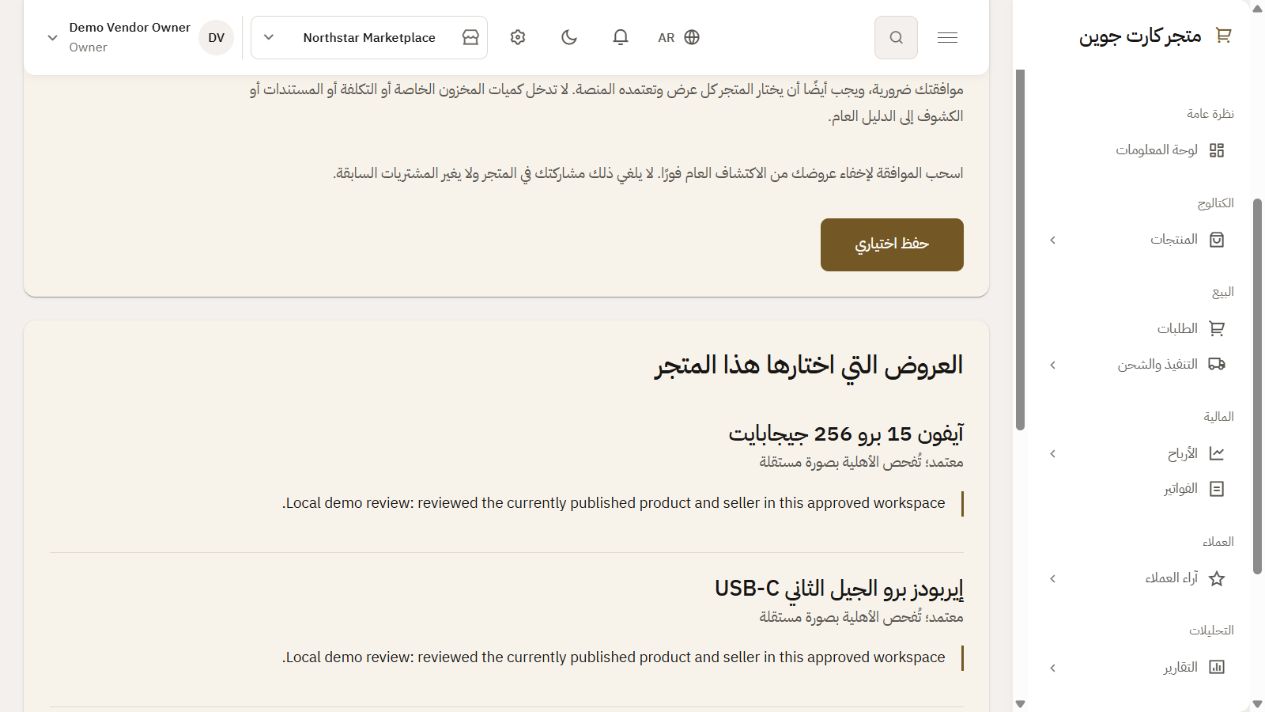 متجر كارت جوين
نظرة عامة
لوحة المعلومات
الكتالوج
المنتجات
البيع
الطلبات
التنفيذ والشحن
المالية
الأرباح
الفواتير
العملاء
آراء العملاء
التحليلات
التقارير
AR
Northstar Marketplace
DV
Demo Vendor Owner
Owner
موافقتك ضرورية، ويجب أيضًا أن يختار المتجر كل عرض وتعتمده المنصة. لا تدخل كميات المخزون الخاصة أو التكلفة أو المستندات أو
الكشوف إلى الدليل العام.
اسحب الموافقة لإخفاء عروضك من الاكتشاف العام فورًا. لا يلغي ذلك مشاركتك في المتجر ولا يغير المشتريات السابقة.
حفظ اختياري
العروض التي اختارها هذا المتجر
آيفون 15 برو 256 جيجابايت
معتمد؛ تُفحص الأهلية بصورة مستقلة
Local demo review: reviewed the currently published product and seller in this approved workspace.
إيربودز برو الجيل الثاني USB-C
معتمد؛ تُفحص الأهلية بصورة مستقلة
Local demo review: reviewed the currently published product and seller in this approved workspace.